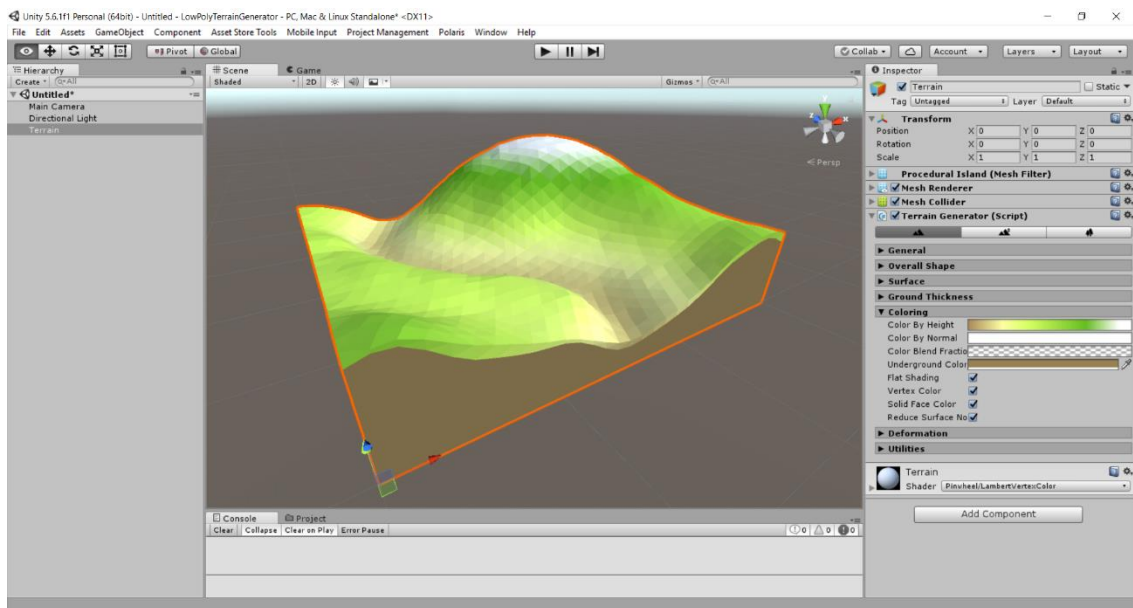 Unity 5.6.1f1 Personal (64bit) - Untitled - LowPolyTerrainGenerator - PC, Mac & Linux Standalone* <DX11>
File Edit Assets GameObject Component Asset Store Tools Mobile Input Project Management Polaris Window Help
Pivot Global Collab Account Layers Layout
Hierarchy
Create All
Untitled*
Main Camera
Directional Light
Terrain
Scene Game
Shaded 2D Gizmos All
y
z x
Persp
Console Project
Clear Collapse Clear on Play Error Pause 0 0 0
Inspector
Terrain Static
Tag Untagged Layer Default
Transform
Position X 0 Y 0 Z 0
Rotation X 0 Y 0 Z 0
Scale X 1 Y 1 Z 1
Procedural Island (Mesh Filter)
Mesh Renderer
Mesh Collider
Terrain Generator (Script)
General
Overall Shape
Surface
Ground Thickness
Coloring
Color By Height
Color By Normal
Color Blend Fractio
Underground Color
Flat Shading
Vertex Color
Solid Face Color
Reduce Surface No
Deformation
Utilities
Terrain
Shader Pinwheel/LambertVertexColor
Add Component